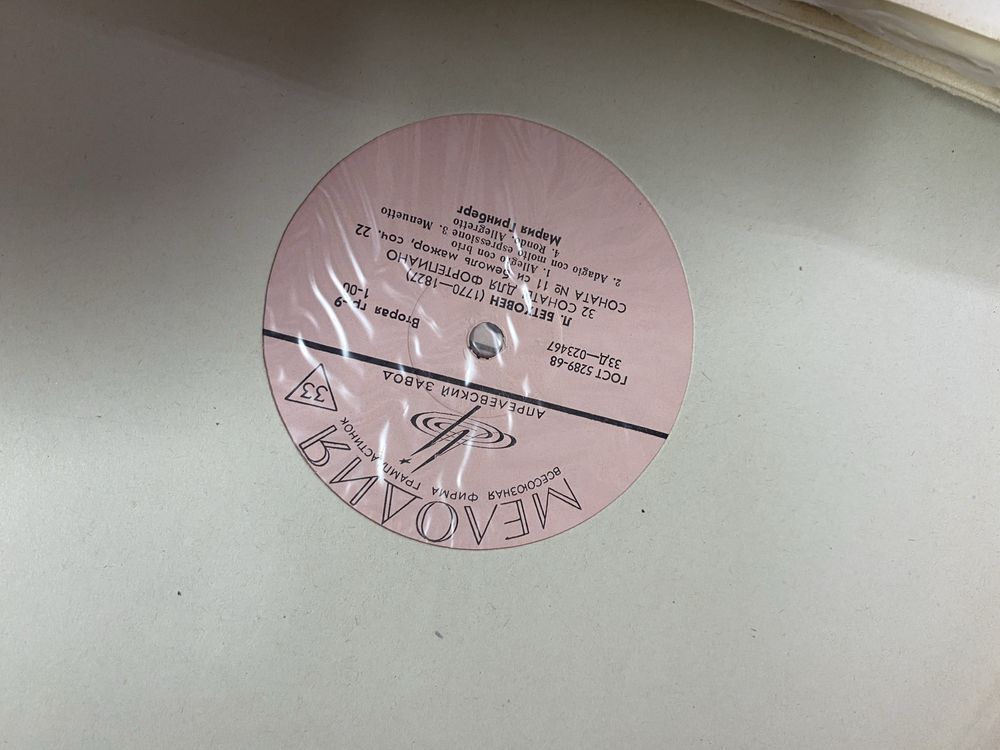 МЕЛОДИЯ
ВСЕСОЮЗНАЯ ФИРМА ГРАМПЛАСТИНОК
33
АПРЕЛЕВСКИЙ ЗАВОД
ГОСТ 5289-68
33Д—023467
Вторая гр.-9
1-00
Л. БЕТХОВЕН (1770—1827)
32 СОНАТЫ ДЛЯ ФОРТЕПИАНО
СОНАТА № 11 си бемоль мажор, соч. 22
1. Allegro con brio
2. Adagio con molto espressione 3. Menuetto
4. Rondo. Allegretto
Мария Гринберг